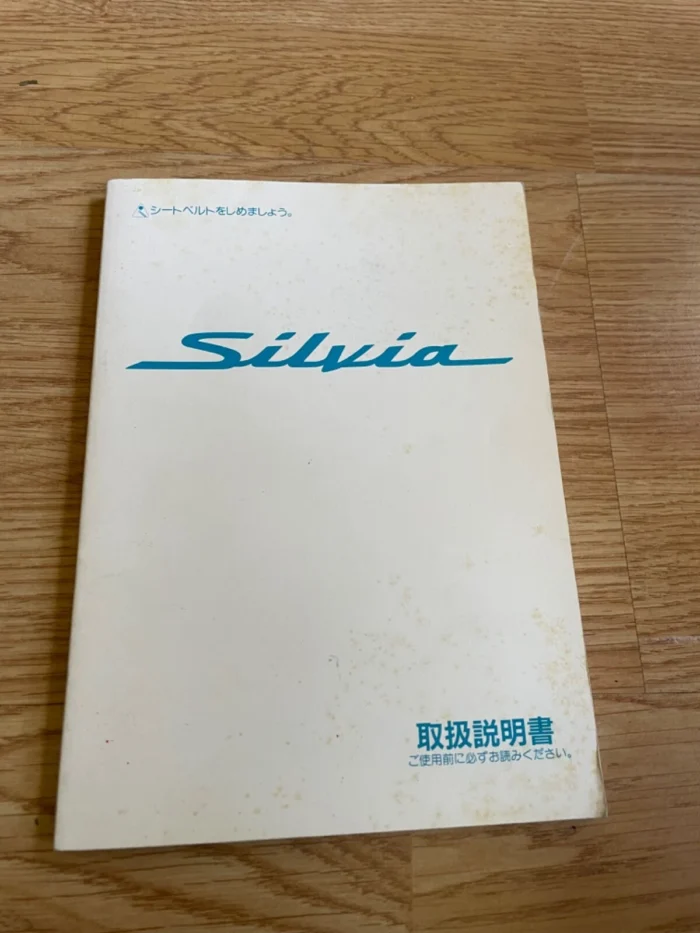 シートベルトをしめましょう。
Silvia
取扱説明書
ご使用前に必ずお読みください。